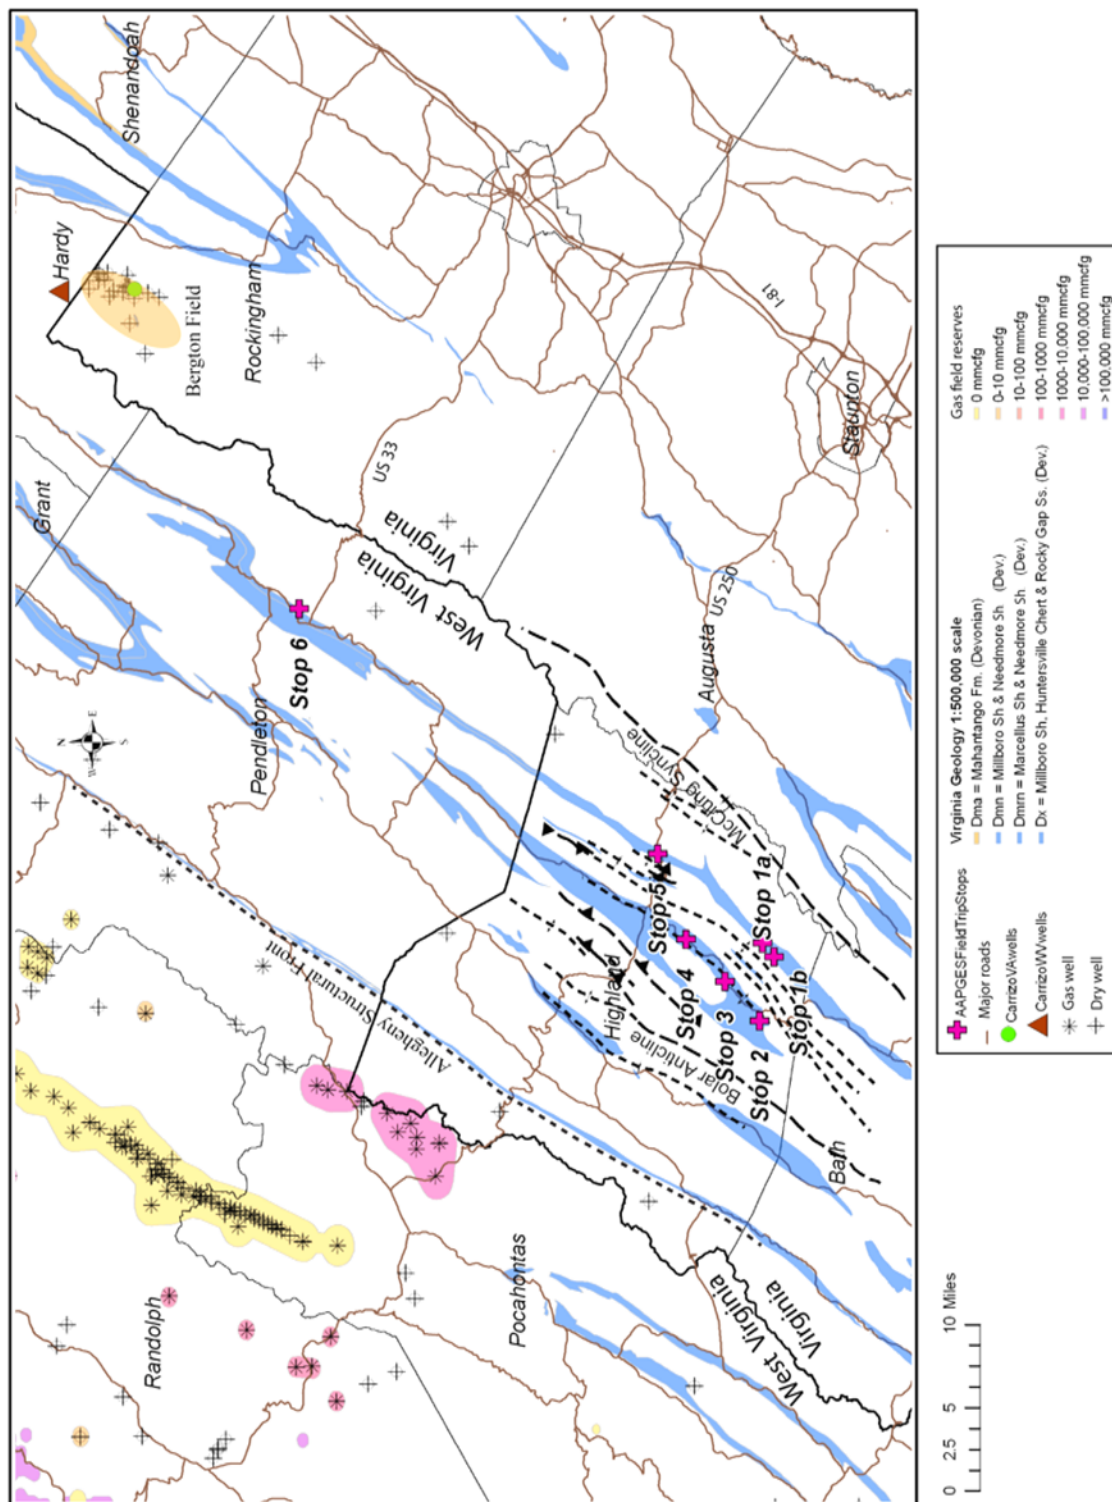 Shenandoah
Hardy
Bergton Field
Rockingham
Grant
I-81
US 33
Staunton
Virginia
West Virginia
US 250
Augusta
Stop 6
Pendleton
N
E
S
W
McClung Syncline
Stop 5
Stop 1a
Stop 4
Stop 3
Stop 1b
Stop 2
Highland
Bolar Anticline
Allegheny Structural Front
Bath
Randolph
Pocahontas
West Virginia
Virginia
AAPGESFieldTripStops
Major roads
CarrizoVAwells
CarrizoWVwells
Gas well
Dry well
Virginia Geology 1:500,000 scale
Dma = Mahantango Fm. (Devonian)
Dmn = Millboro Sh & Needmore Sh (Dev.)
Dmrn = Marcellus Sh & Needmore Sh (Dev.)
Dx = Millboro Sh, Huntersville Chert & Rocky Gap Ss. (Dev.)
Gas field reserves
0 mmcfg
0-10 mmcfg
10-100 mmcfg
100-1000 mmcfg
1000-10,000 mmcfg
10,000-100,000 mmcfg
>100,000 mmcfg
0 2.5 5 10 Miles